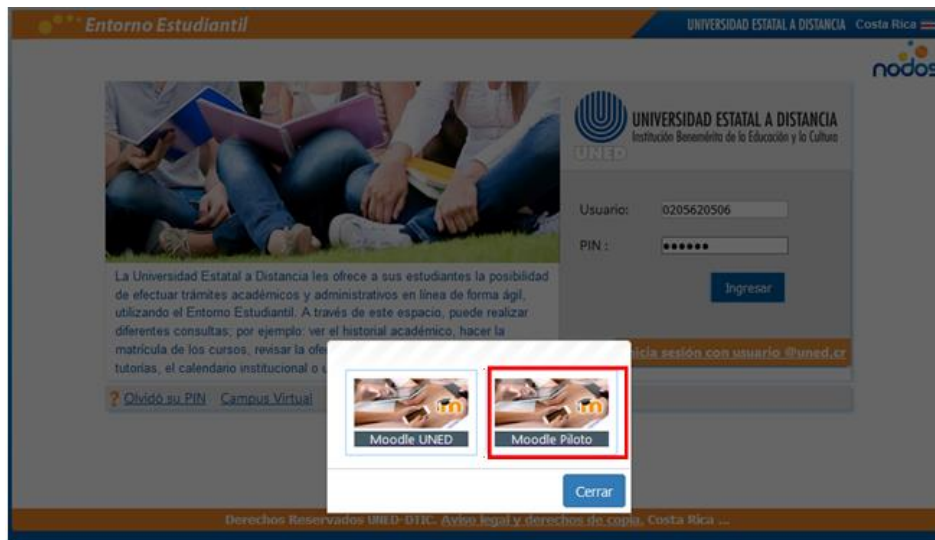 Entorno Estudiantil
UNIVERSIDAD ESTATAL A DISTANCIA Costa Rica
nodos
UNIVERSIDAD ESTATAL A DISTANCIA
Institución Benemérita de la Educación y la Cultura
UNED
Usuario: 0205620506
PIN :
Ingresar
La Universidad Estatal a Distancia les ofrece a sus estudiantes la posibilidad
de efectuar trámites académicos y administrativos en línea de forma ágil,
utilizando el Entorno Estudiantil. A través de este espacio, puede realizar
diferentes consultas; por ejemplo: ver el historial académico, hacer la
matrícula de los cursos, revisar la
tutorías, el calendario institucional o
sesión con usuario @uned.cr
? Olvidó su PIN Campus Virtual
Moodle UNED
Moodle Piloto
Cerrar
Derechos Reservados UNED-DTIC. Aviso legal y derechos de copia. Costa Rica ...